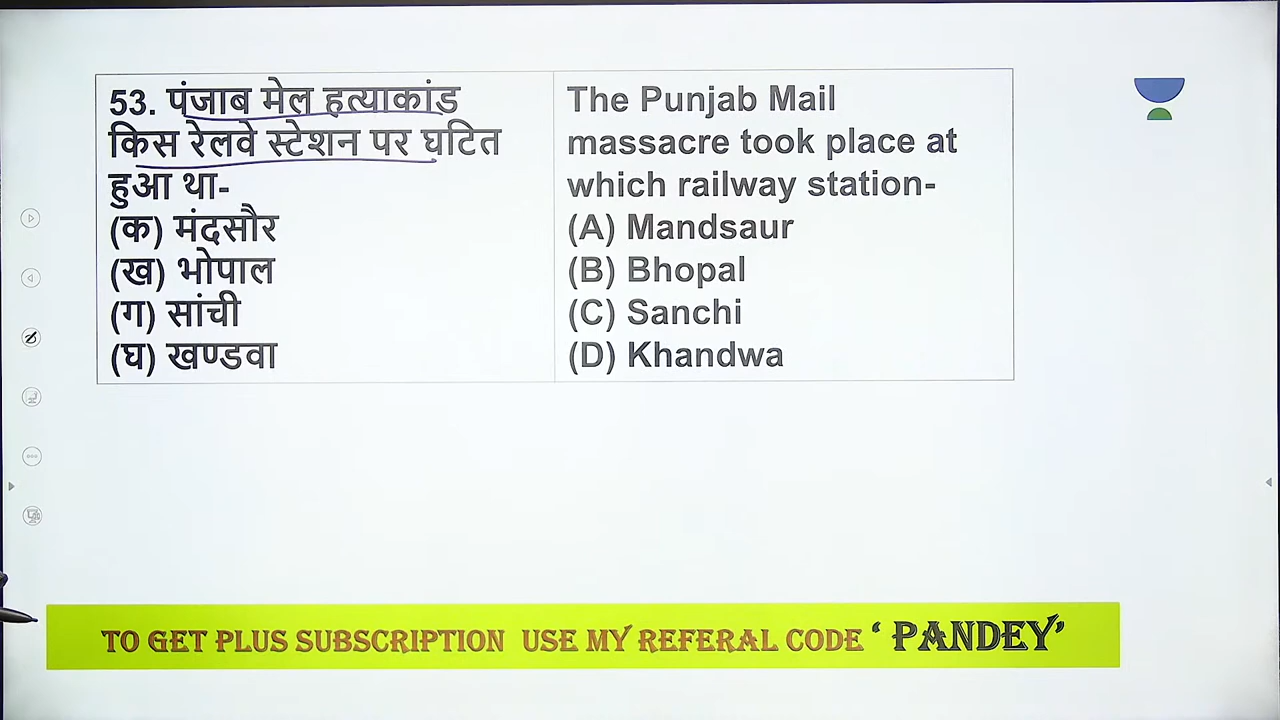 53. पंजाब मेल हत्याकांड
किस रेलवे स्टेशन पर घटित
हुआ था-
(क) मंदसौर
(ख) भोपाल
(ग) सांची
(घ) खण्डवा
The Punjab Mail
massacre took place at
which railway station-
(A) Mandsaur
(B) Bhopal
(C) Sanchi
(D) Khandwa
TO GET PLUS SUBSCRIPTION USE MY REFERAL CODE ‘ PANDEY’